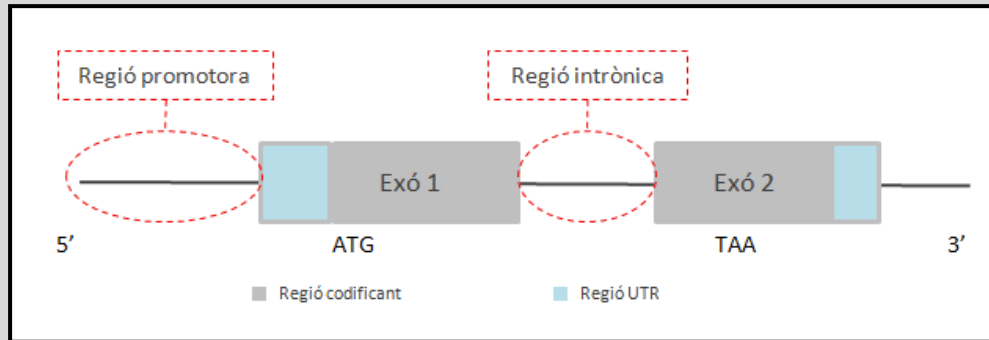 Regió promotora
Regió intrònica
Exó 1
Exó 2
5’
ATG
TAA
3’
Regió codificant
Regió UTR